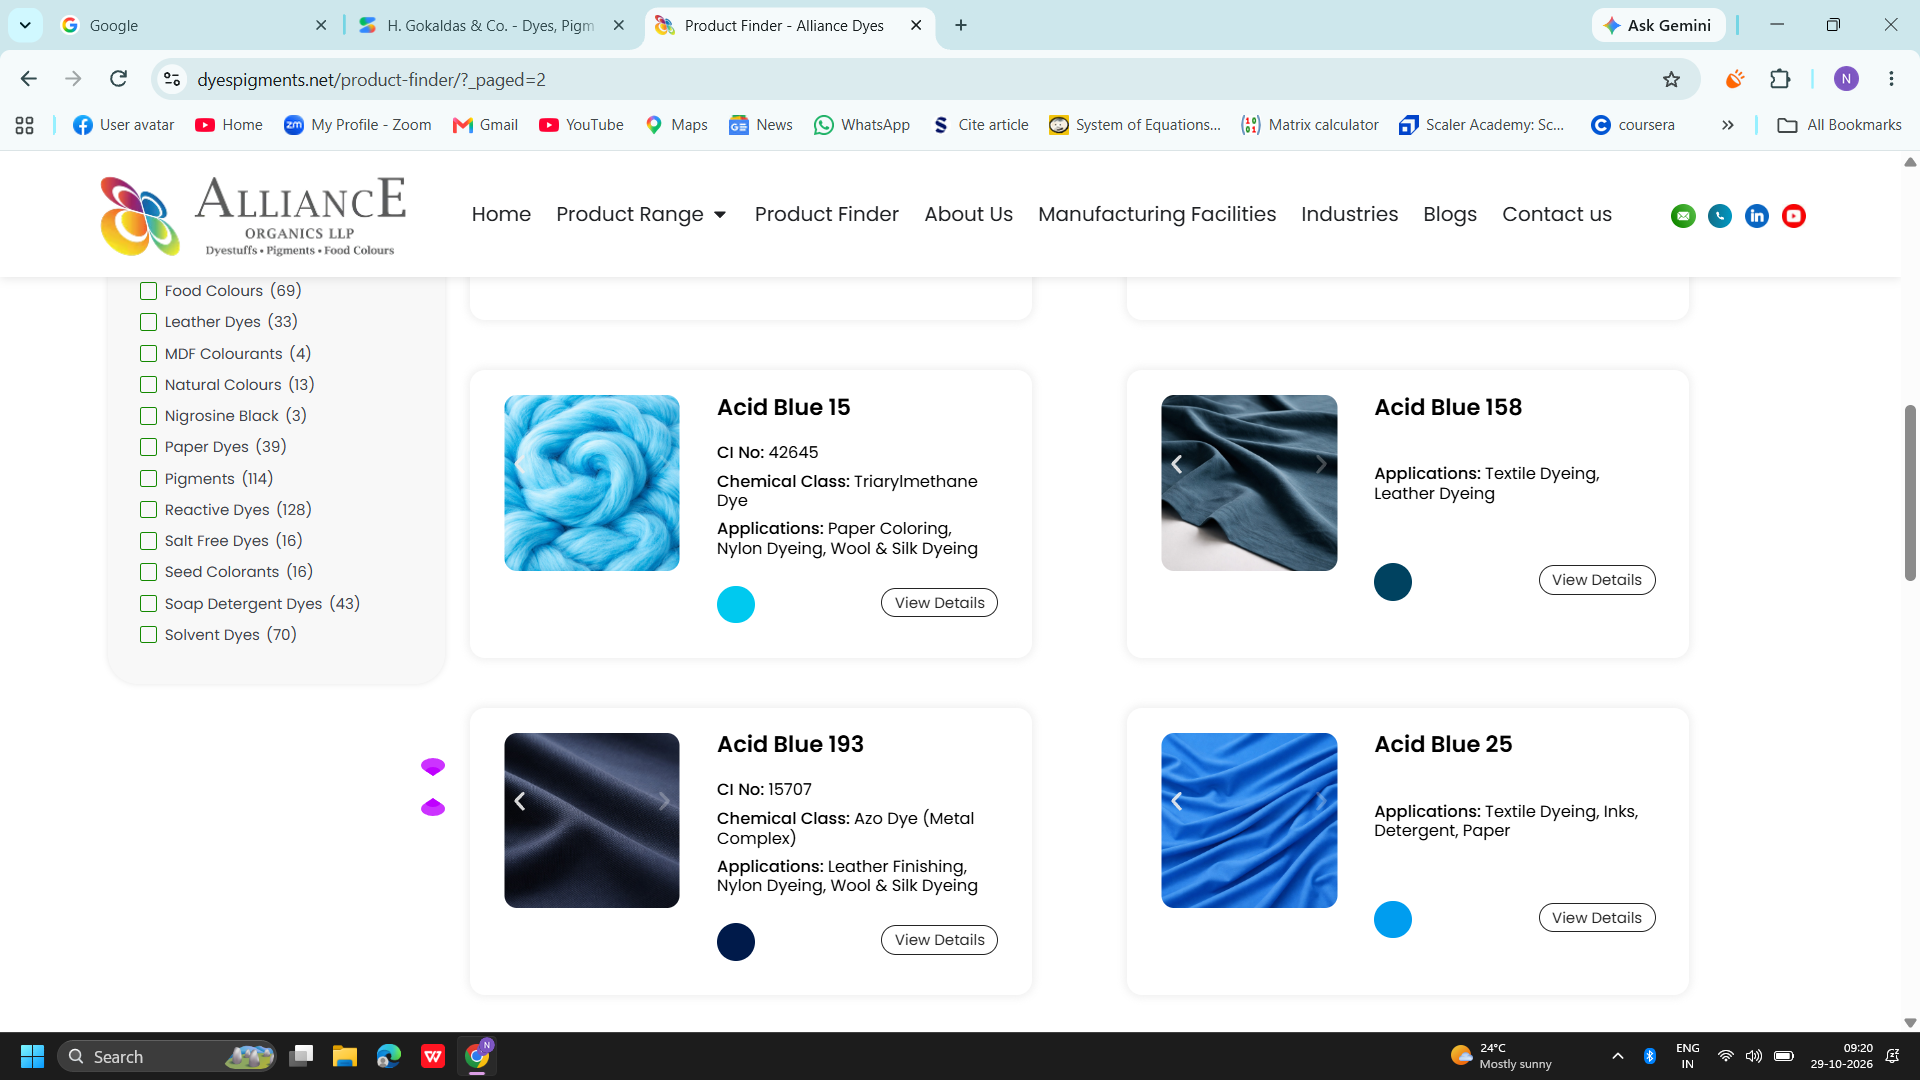 Google
H. Gokaldas & Co. - Dyes, Pigm
Product Finder - Alliance Dyes
Ask Gemini
dyespigments.net/product-finder/?_paged=2
N
User avatar
Home
My Profile - Zoom
Gmail
YouTube
Maps
News
WhatsApp
Cite article
System of Equations...
Matrix calculator
Scaler Academy: Sc...
coursera
All Bookmarks
ALLIANCE
ORGANICS LLP
Dyestuffs • Pigments • Food Colours
Home
Product Range
Product Finder
About Us
Manufacturing Facilities
Industries
Blogs
Contact us
Food Colours (69)
Leather Dyes (33)
MDF Colourants (4)
Natural Colours (13)
Nigrosine Black (3)
Paper Dyes (39)
Pigments (114)
Reactive Dyes (128)
Salt Free Dyes (16)
Seed Colorants (16)
Soap Detergent Dyes (43)
Solvent Dyes (70)
Acid Blue 15
CI No: 42645
Chemical Class: Triarylmethane
Dye
Applications: Paper Coloring,
Nylon Dyeing, Wool & Silk Dyeing
View Details
Acid Blue 158
Applications: Textile Dyeing,
Leather Dyeing
View Details
Acid Blue 193
CI No: 15707
Chemical Class: Azo Dye (Metal
Complex)
Applications: Leather Finishing,
Nylon Dyeing, Wool & Silk Dyeing
View Details
Acid Blue 25
Applications: Textile Dyeing, Inks,
Detergent, Paper
View Details
Search
24°C
Mostly sunny
ENG
IN
09:20
29-10-2026